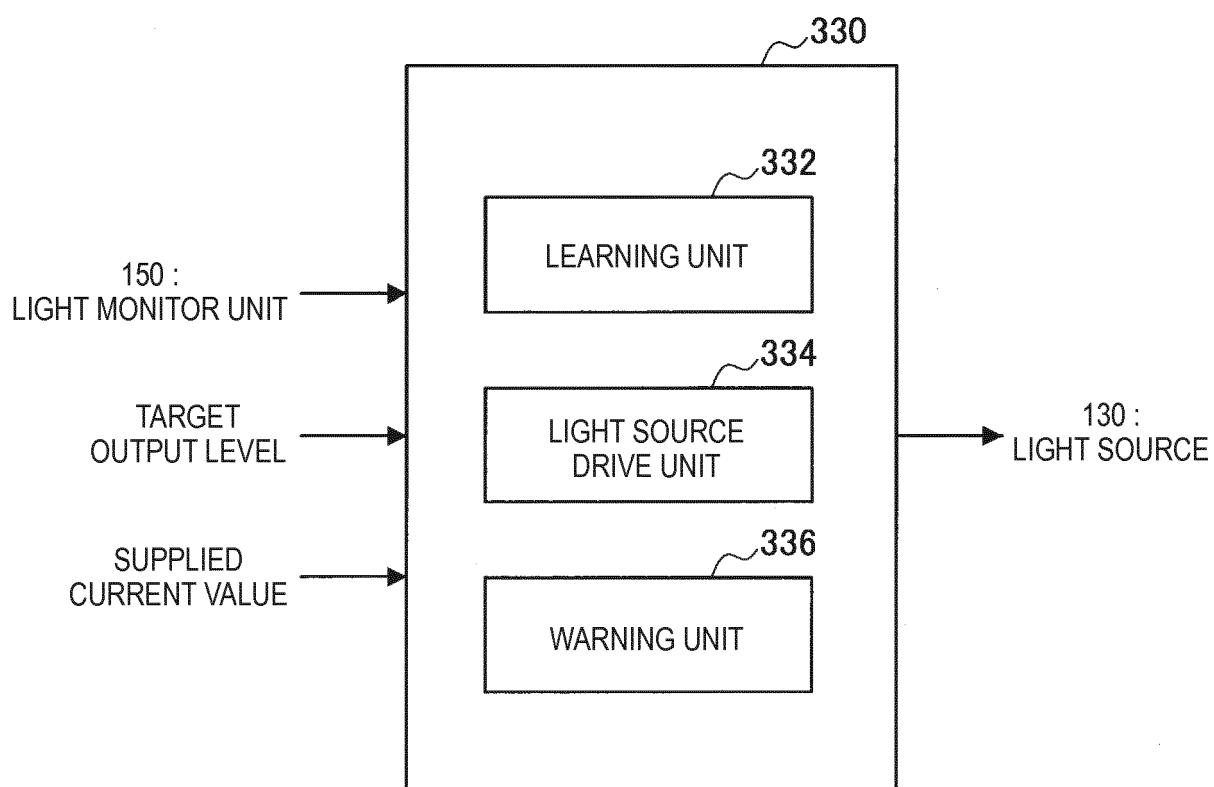 330
332
LEARNING UNIT
150 :
LIGHT MONITOR UNIT
334
TARGET
OUTPUT LEVEL
LIGHT SOURCE
DRIVE UNIT
130 :
LIGHT SOURCE
336
SUPPLIED
CURRENT VALUE
WARNING UNIT